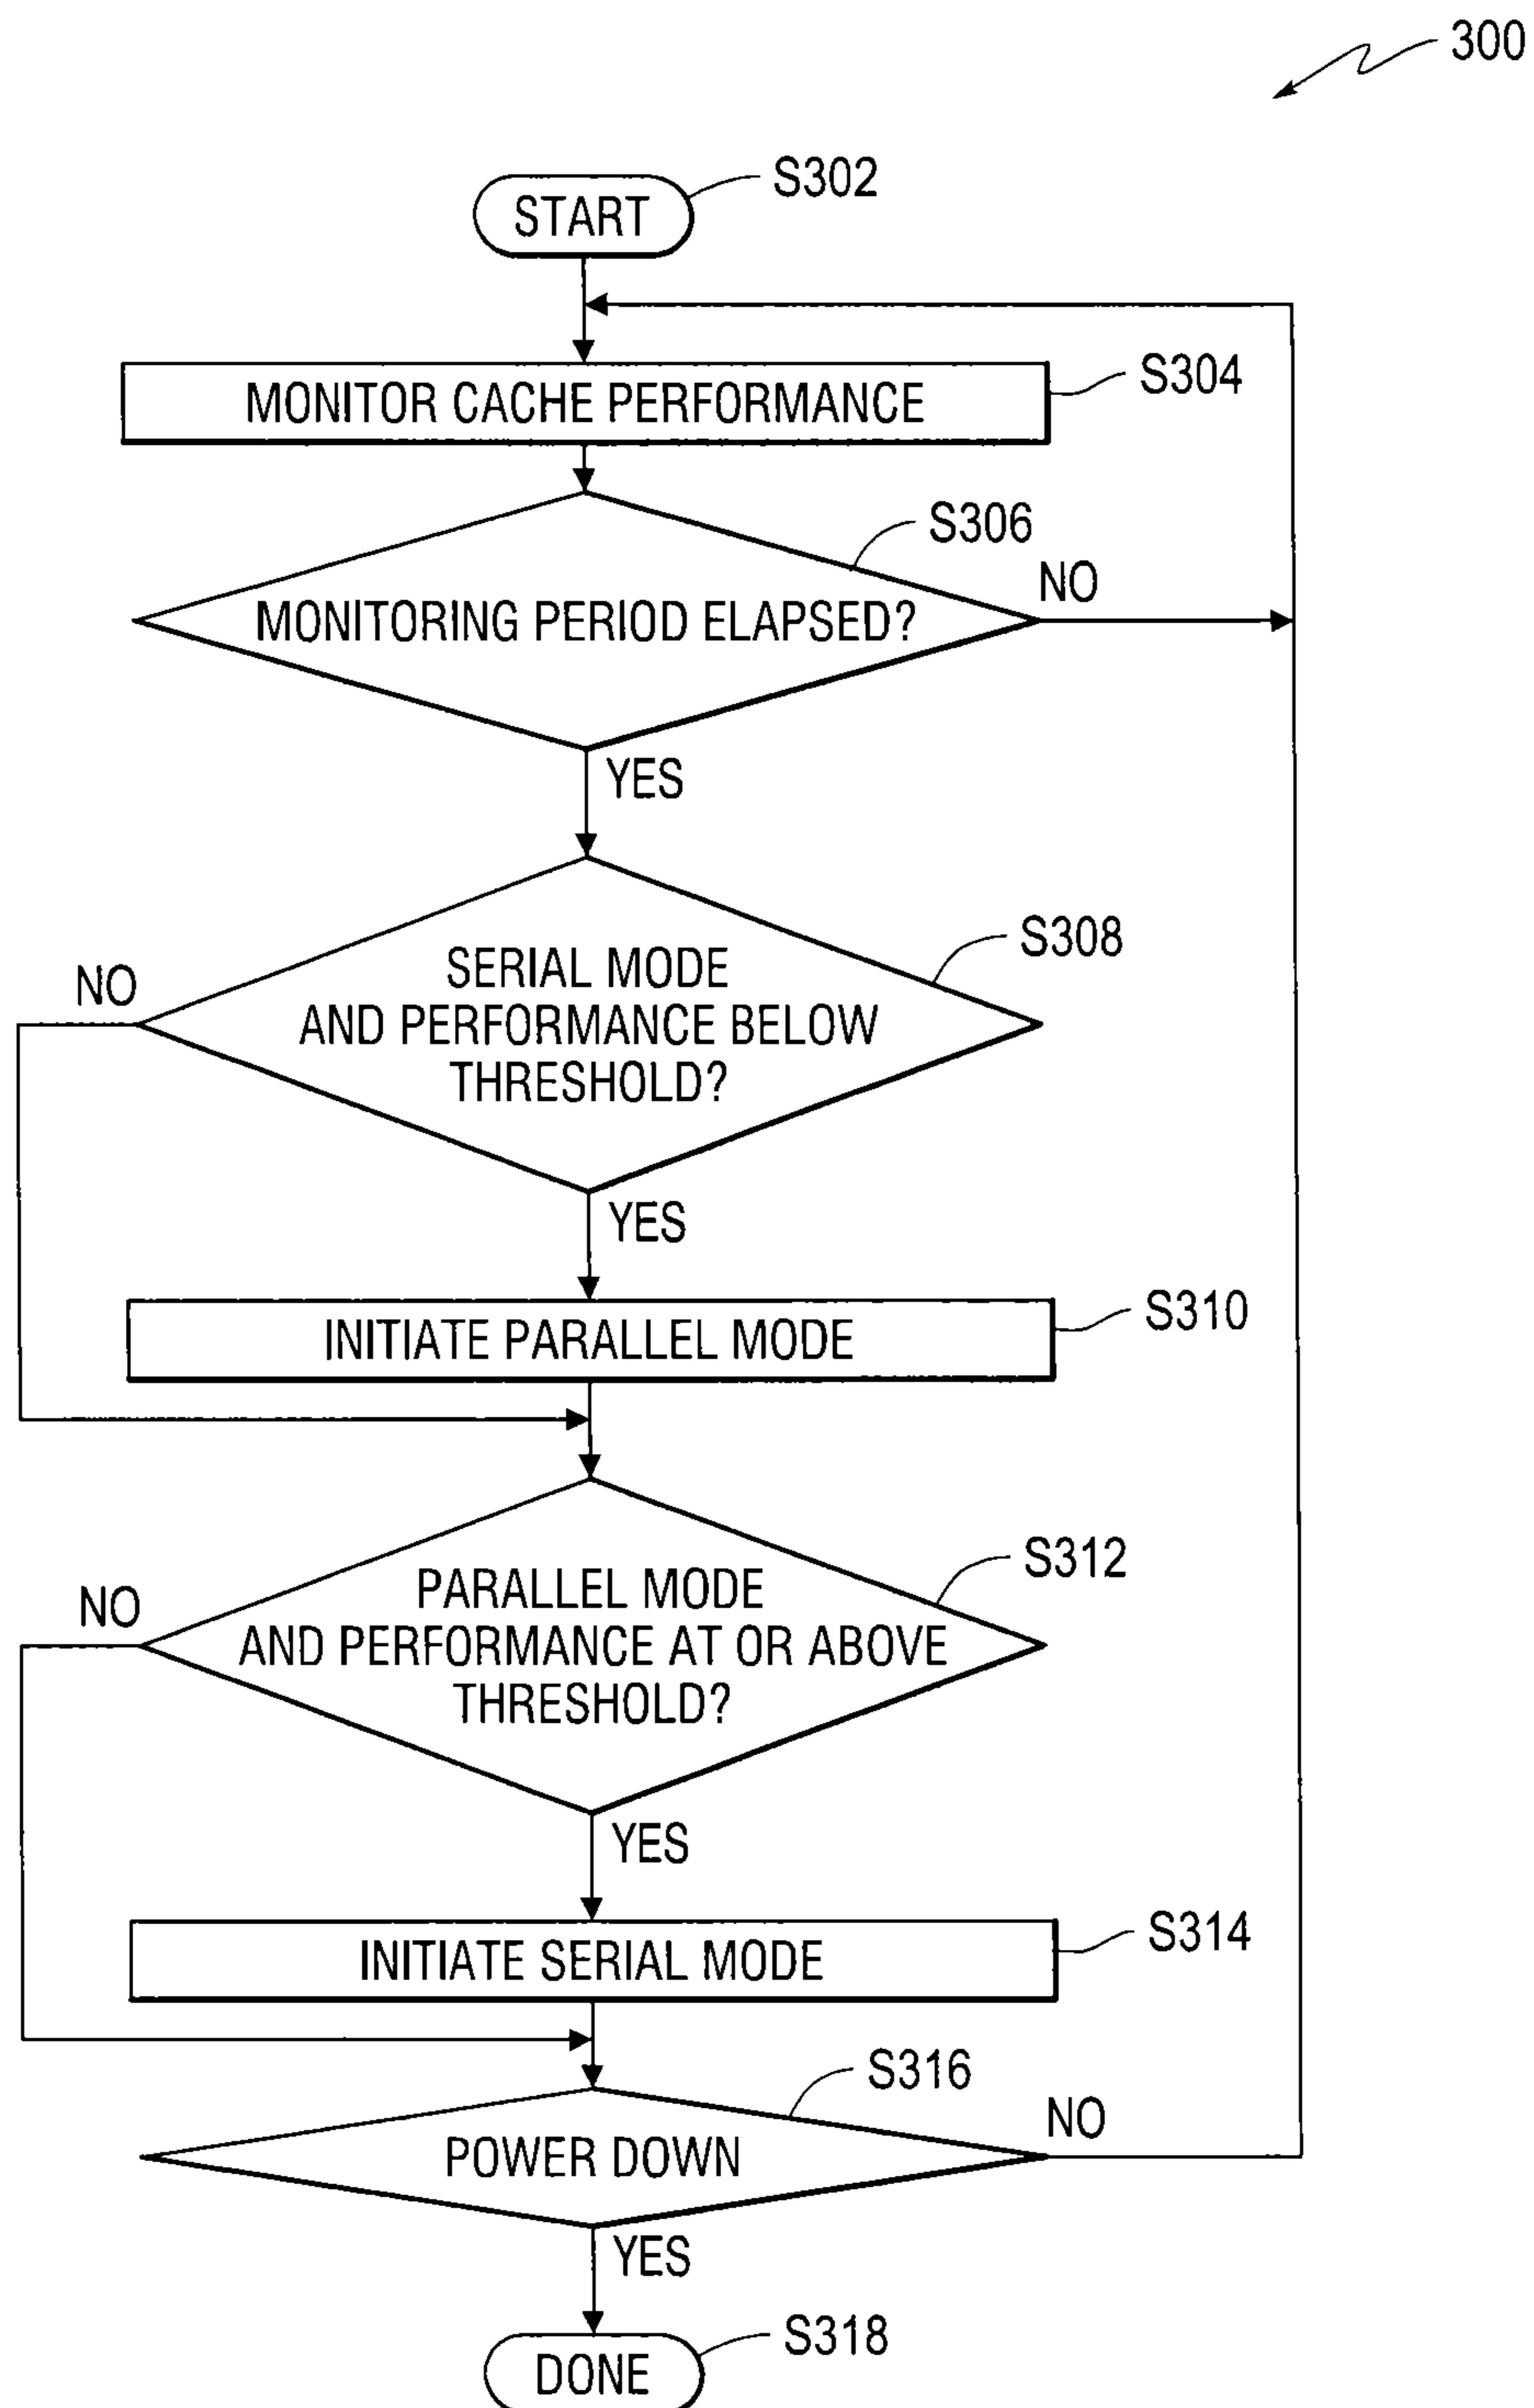 300
START
S302
MONITOR CACHE PERFORMANCE
S304
S306
MONITORING PERIOD ELAPSED?
NO
YES
S308
NO
SERIAL MODE
AND PERFORMANCE BELOW
THRESHOLD?
YES
INITIATE PARALLEL MODE
S310
S312
NO
PARALLEL MODE
AND PERFORMANCE AT OR ABOVE
THRESHOLD?
YES
INITIATE SERIAL MODE
S314
S316
POWER DOWN
NO
YES
DONE
S318